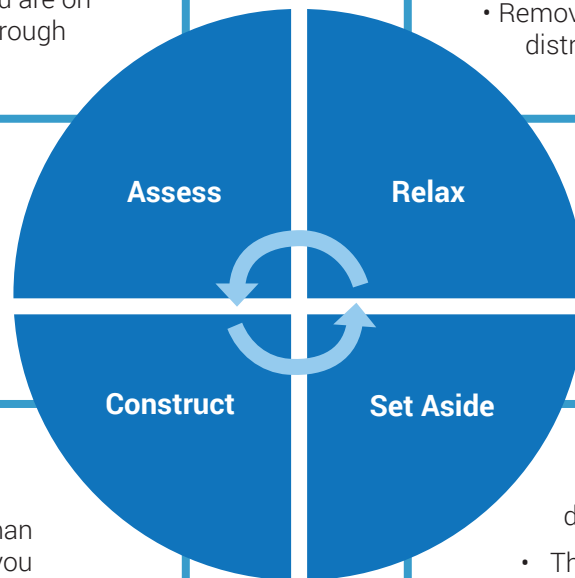 u are on
rough
• Remov
distr
Assess
Relax
Construct
Set Aside
nan
you
d
• Th